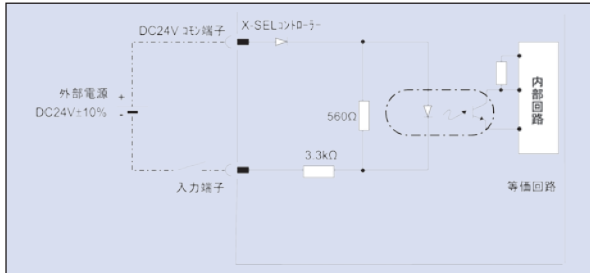 DC24V コモン端子
X-SELコントローラー
外部電源
DC24V±10%
+
-
560Ω
3.3kΩ
入力端子
内部回路
等価回路